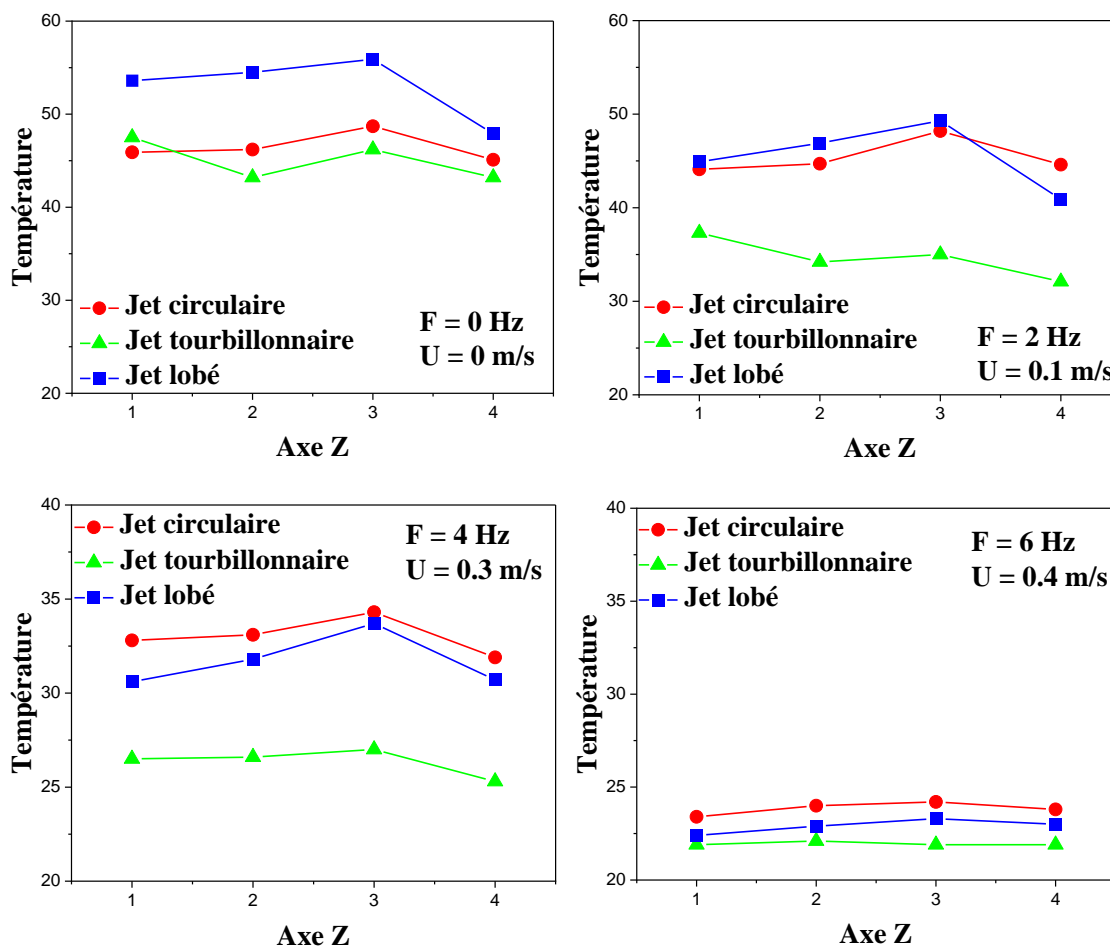 60
50
40
30
20
Température
Jet circulaire
Jet tourbillonnaire
Jet lobé
F = 0 Hz
U = 0 m/s
1 2 3 4
Axe Z
60
50
40
30
20
Température
Jet circulaire
Jet tourbillonnaire
Jet lobé
F = 2 Hz
U = 0.1 m/s
1 2 3 4
Axe Z
40
35
30
25
20
Température
Jet circulaire
Jet tourbillonnaire
Jet lobé
F = 4 Hz
U = 0.3 m/s
1 2 3 4
Axe Z
40
35
30
25
20
Température
Jet circulaire
Jet tourbillonnaire
Jet lobé
F = 6 Hz
U = 0.4 m/s
1 2 3 4
Axe Z